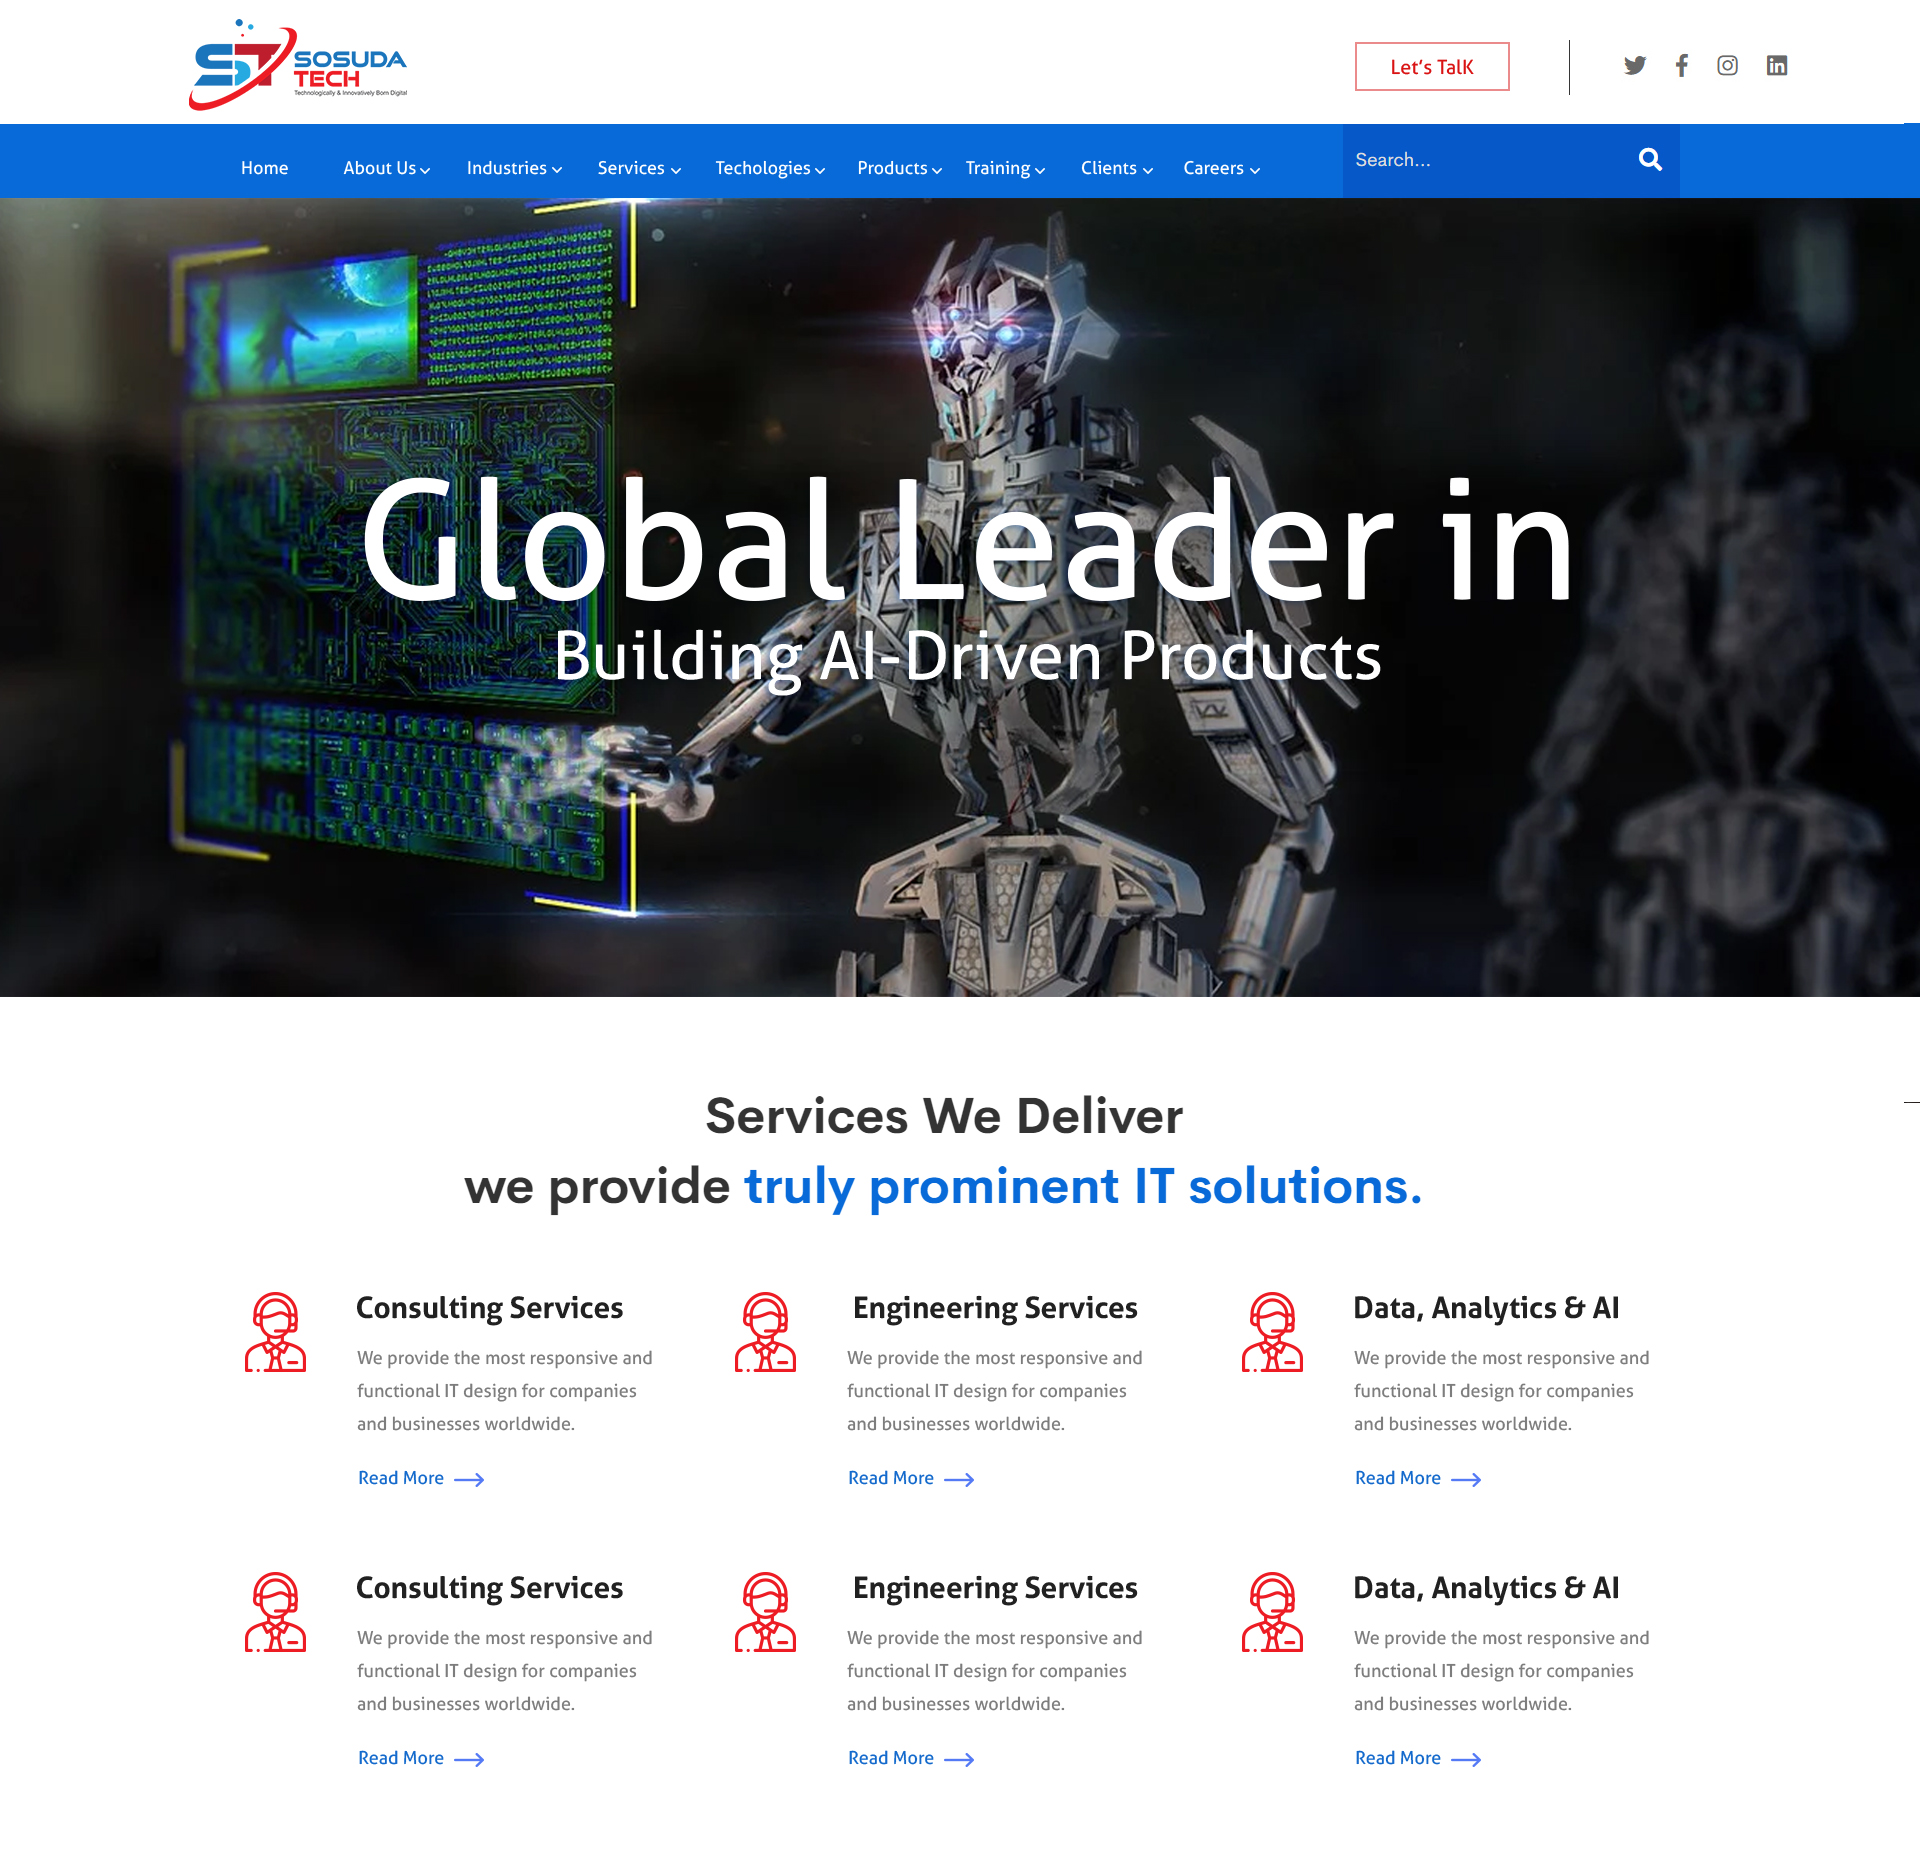 SOSUDA
TECH
Technologically & Innovatively Born Digital
Let's TalK
Home About Us Industries Services Techologies Products Training Clients Careers Search...
Global Leader in
Building AI-Driven Products
Services We Deliver
we provide truly prominent IT solutions.
Consulting Services
We provide the most responsive and
functional IT design for companies
and businesses worldwide.
Read More
Engineering Services
We provide the most responsive and
functional IT design for companies
and businesses worldwide.
Read More
Data, Analytics & AI
We provide the most responsive and
functional IT design for companies
and businesses worldwide.
Read More
Consulting Services
We provide the most responsive and
functional IT design for companies
and businesses worldwide.
Read More
Engineering Services
We provide the most responsive and
functional IT design for companies
and businesses worldwide.
Read More
Data, Analytics & AI
We provide the most responsive and
functional IT design for companies
and businesses worldwide.
Read More